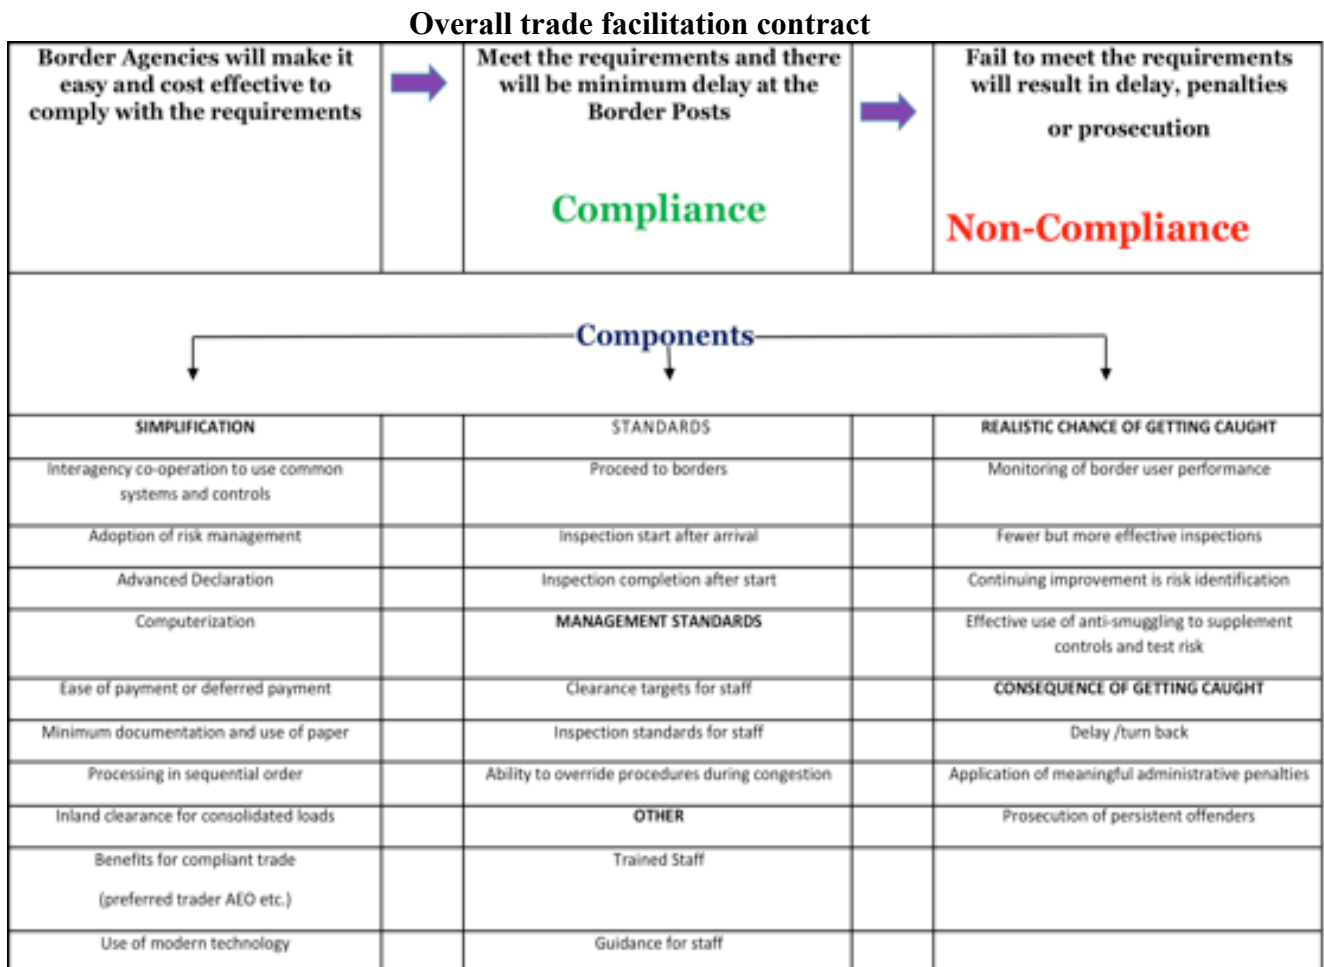 Overall trade facilitation contract
Border Agencies will make it
easy and cost effective to
comply with the requirements
Meet the requirements and there
will be minimum delay at the
Border Posts
Compliance
Fail to meet the requirements
will result in delay, penalties
or prosecution
Non-Compliance
Components
SIMPLIFICATION
STANDARDS
REALISTIC CHANCE OF GETTING CAUGHT
Interagency co-operation to use common
systems and controls
Proceed to borders
Monitoring of border user performance
Adoption of risk management
Inspection start after arrival
Fewer but more effective inspections
Advanced Declaration
Inspection completion after start
Continuing improvement is risk identification
Computerization
MANAGEMENT STANDARDS
Effective use of anti-smuggling to supplement
controls and test risk
Ease of payment or deferred payment
Clearance targets for staff
CONSEQUENCE OF GETTING CAUGHT
Minimum documentation and use of paper
Inspection standards for staff
Delay /turn back
Processing in sequential order
Ability to override procedures during congestion
Application of meaningful administrative penalties
Inland clearance for consolidated loads
OTHER
Prosecution of persistent offenders
Benefits for compliant trade
(preferred trader AEO etc.)
Trained Staff
Use of modern technology
Guidance for staff